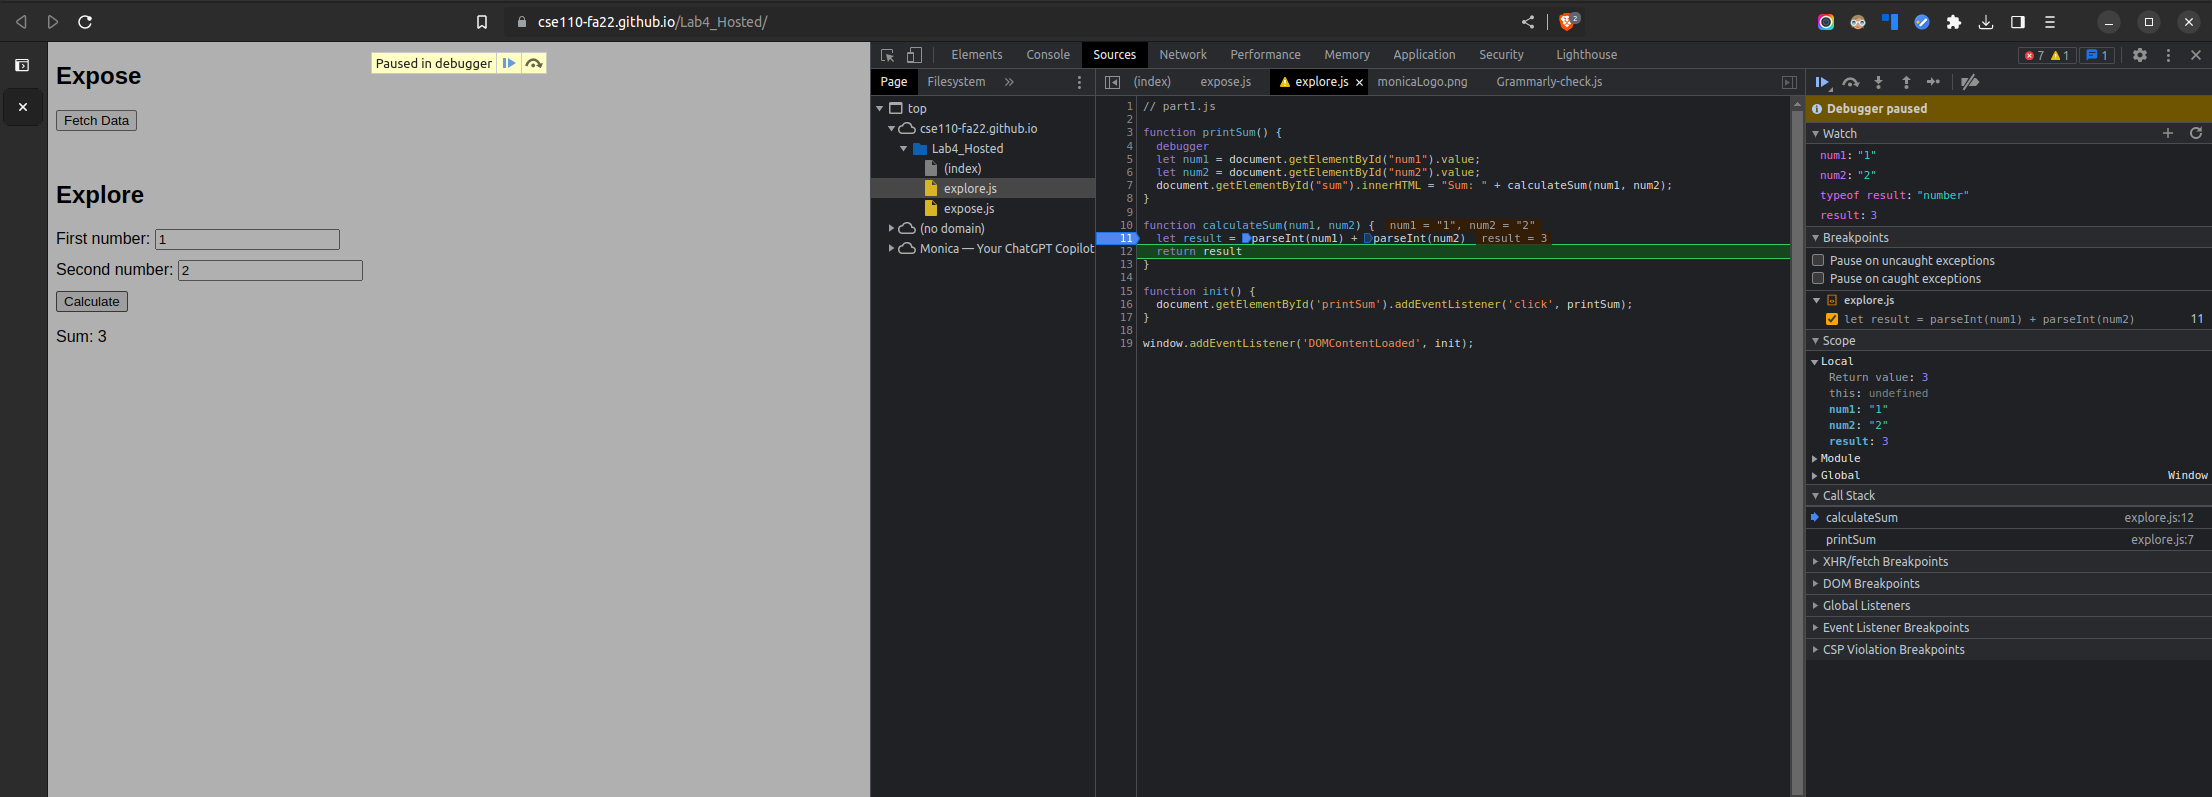 cse110-fa22.github.io/Lab4_Hosted/
2
Expose
Paused in debugger
Fetch Data
Explore
First number: 1
Second number: 2
Calculate
Sum: 3
Elements Console Sources Network Performance Memory Application Security Lighthouse
7 1 1
Page Filesystem »
(index) expose.js explore.js × monicaLogo.png Grammarly-check.js
top
cse110-fa22.github.io
Lab4_Hosted
(index)
explore.js
expose.js
(no domain)
Monica — Your ChatGPT Copilot
1 // part1.js
2
3 function printSum() {
4 debugger
5 let num1 = document.getElementById("num1").value;
6 let num2 = document.getElementById("num2").value;
7 document.getElementById("sum").innerHTML = "Sum: " + calculateSum(num1, num2);
8 }
9
10 function calculateSum(num1, num2) { num1 = "1", num2 = "2"
11 let result = parseInt(num1) + parseInt(num2) result = 3
12 return result
13 }
14
15 function init() {
16 document.getElementById('printSum').addEventListener('click', printSum);
17 }
18
19 window.addEventListener('DOMContentLoaded', init);
Debugger paused
Watch
num1: "1"
num2: "2"
typeof result: "number"
result: 3
Breakpoints
Pause on uncaught exceptions
Pause on caught exceptions
explore.js
let result = parseInt(num1) + parseInt(num2) 11
Scope
Local
Return value: 3
this: undefined
num1: "1"
num2: "2"
result: 3
Module
Global Window
Call Stack
calculateSum explore.js:12
printSum explore.js:7
XHR/fetch Breakpoints
DOM Breakpoints
Global Listeners
Event Listener Breakpoints
CSP Violation Breakpoints